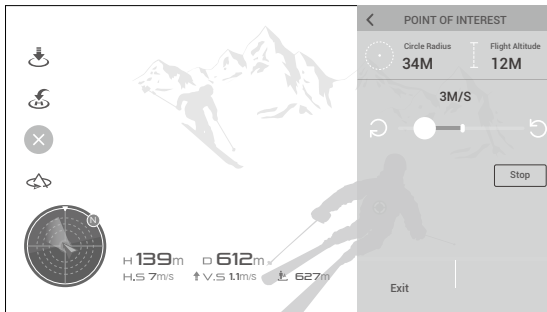 POINT OF INTEREST
Circle Radius
34M
Flight Altitude
12M
3M/S
Stop
N
H 139m D 612m
H.S 7m/s V.S 1.1m/s 627m
Exit